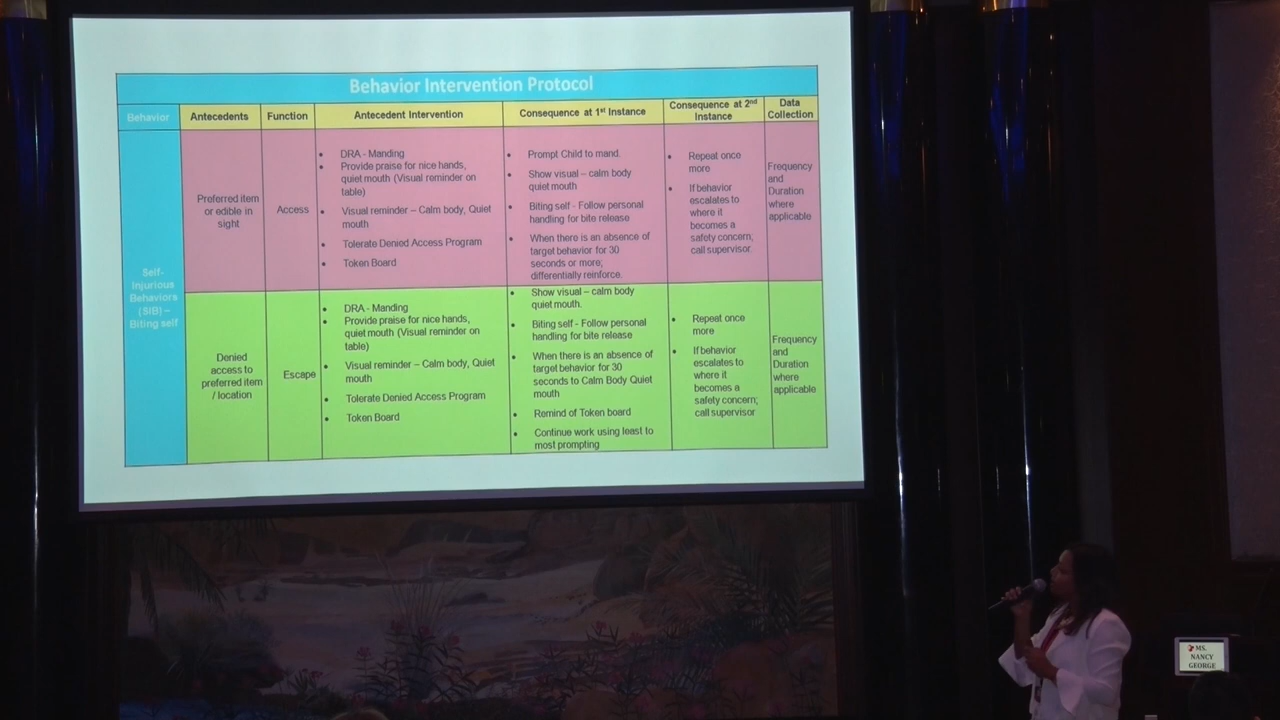 Behavior Intervention Protocol
Behavior
Antecedents
Function
Antecedent Intervention
Consequence at 1st Instance
Consequence at 2nd
Instance
Data
Collection
Self-
Injurious
Behaviors
(SIB) –
Biting self
Preferred item
or edible in
sight
Access
• DRA - Manding
• Provide praise for nice hands,
quiet mouth (Visual reminder on
table)
• Visual reminder – Calm body, Quiet
mouth
• Tolerate Denied Access Program
• Token Board
• Prompt Child to mand.
• Show visual – calm body
quiet mouth
• Biting self - Follow personal
handling for bite release
• When there is an absence of
target behavior for 30
seconds or more;
differentially reinforce.
• Repeat once
more
• If behavior
escalates to
where it
becomes a
safety concern;
call supervisor.
Frequency
and
Duration
where
applicable
Denied
access to
preferred item
/ location
Escape
• DRA - Manding
• Provide praise for nice hands,
quiet mouth (Visual reminder on
table)
• Visual reminder – Calm body, Quiet
mouth
• Tolerate Denied Access Program
• Token Board
• Show visual – calm body
quiet mouth.
• Biting self - Follow personal
handling for bite release
• When there is an absence of
target behavior for 30
seconds to Calm Body Quiet
mouth
• Remind of Token board
• Continue work using least to
most prompting
• Repeat once
more
• If behavior
escalates to
where it
becomes a
safety concern;
call supervisor
Frequency
and
Duration
where
applicable
MS.
NANCY
GEORGE